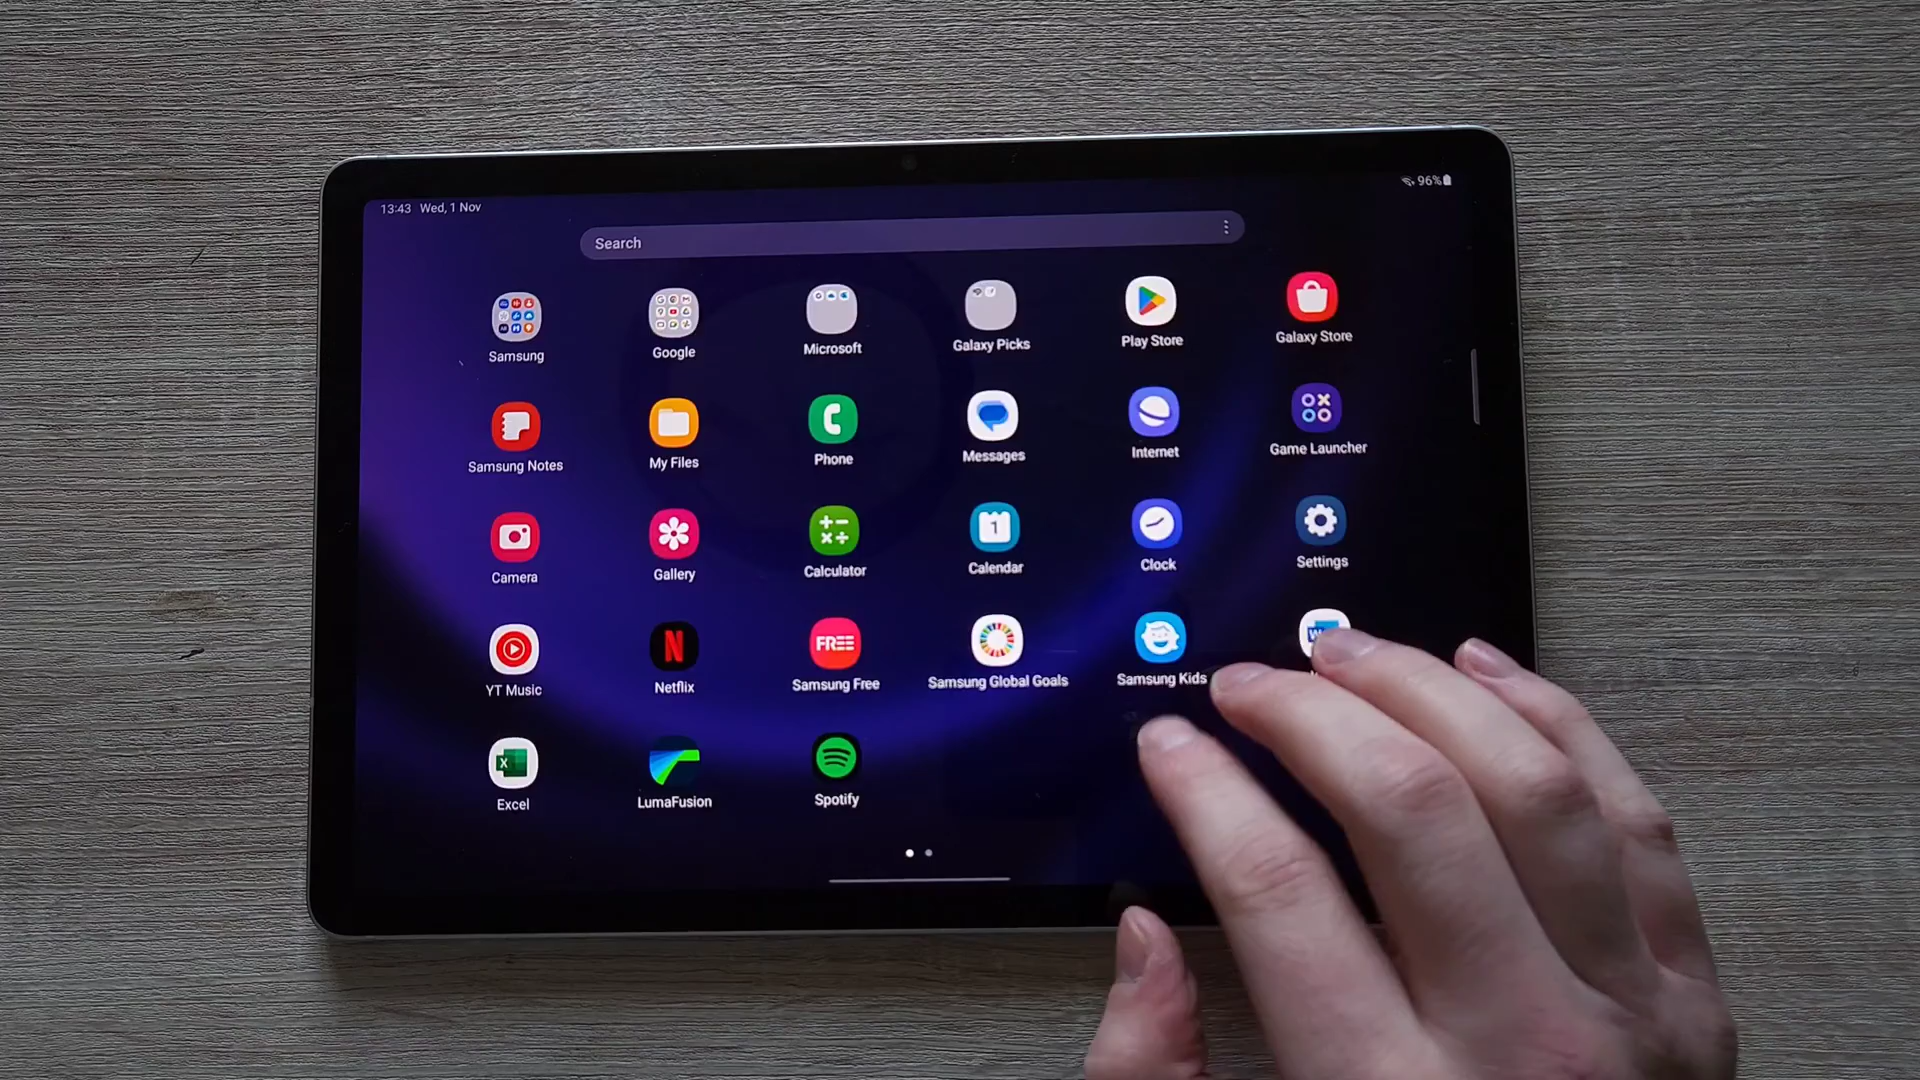 13:43 Wed, 1 Nov
96%
Search
Samsung
Google
Microsoft
Galaxy Picks
Play Store
Galaxy Store
Samsung Notes
My Files
Phone
Messages
Internet
Game Launcher
Camera
Gallery
Calculator
1
Calendar
Clock
Settings
N
FREE
W
YT Music
Netflix
Samsung Free
Samsung Global Goals
Samsung Kids
X
Excel
LumaFusion
Spotify